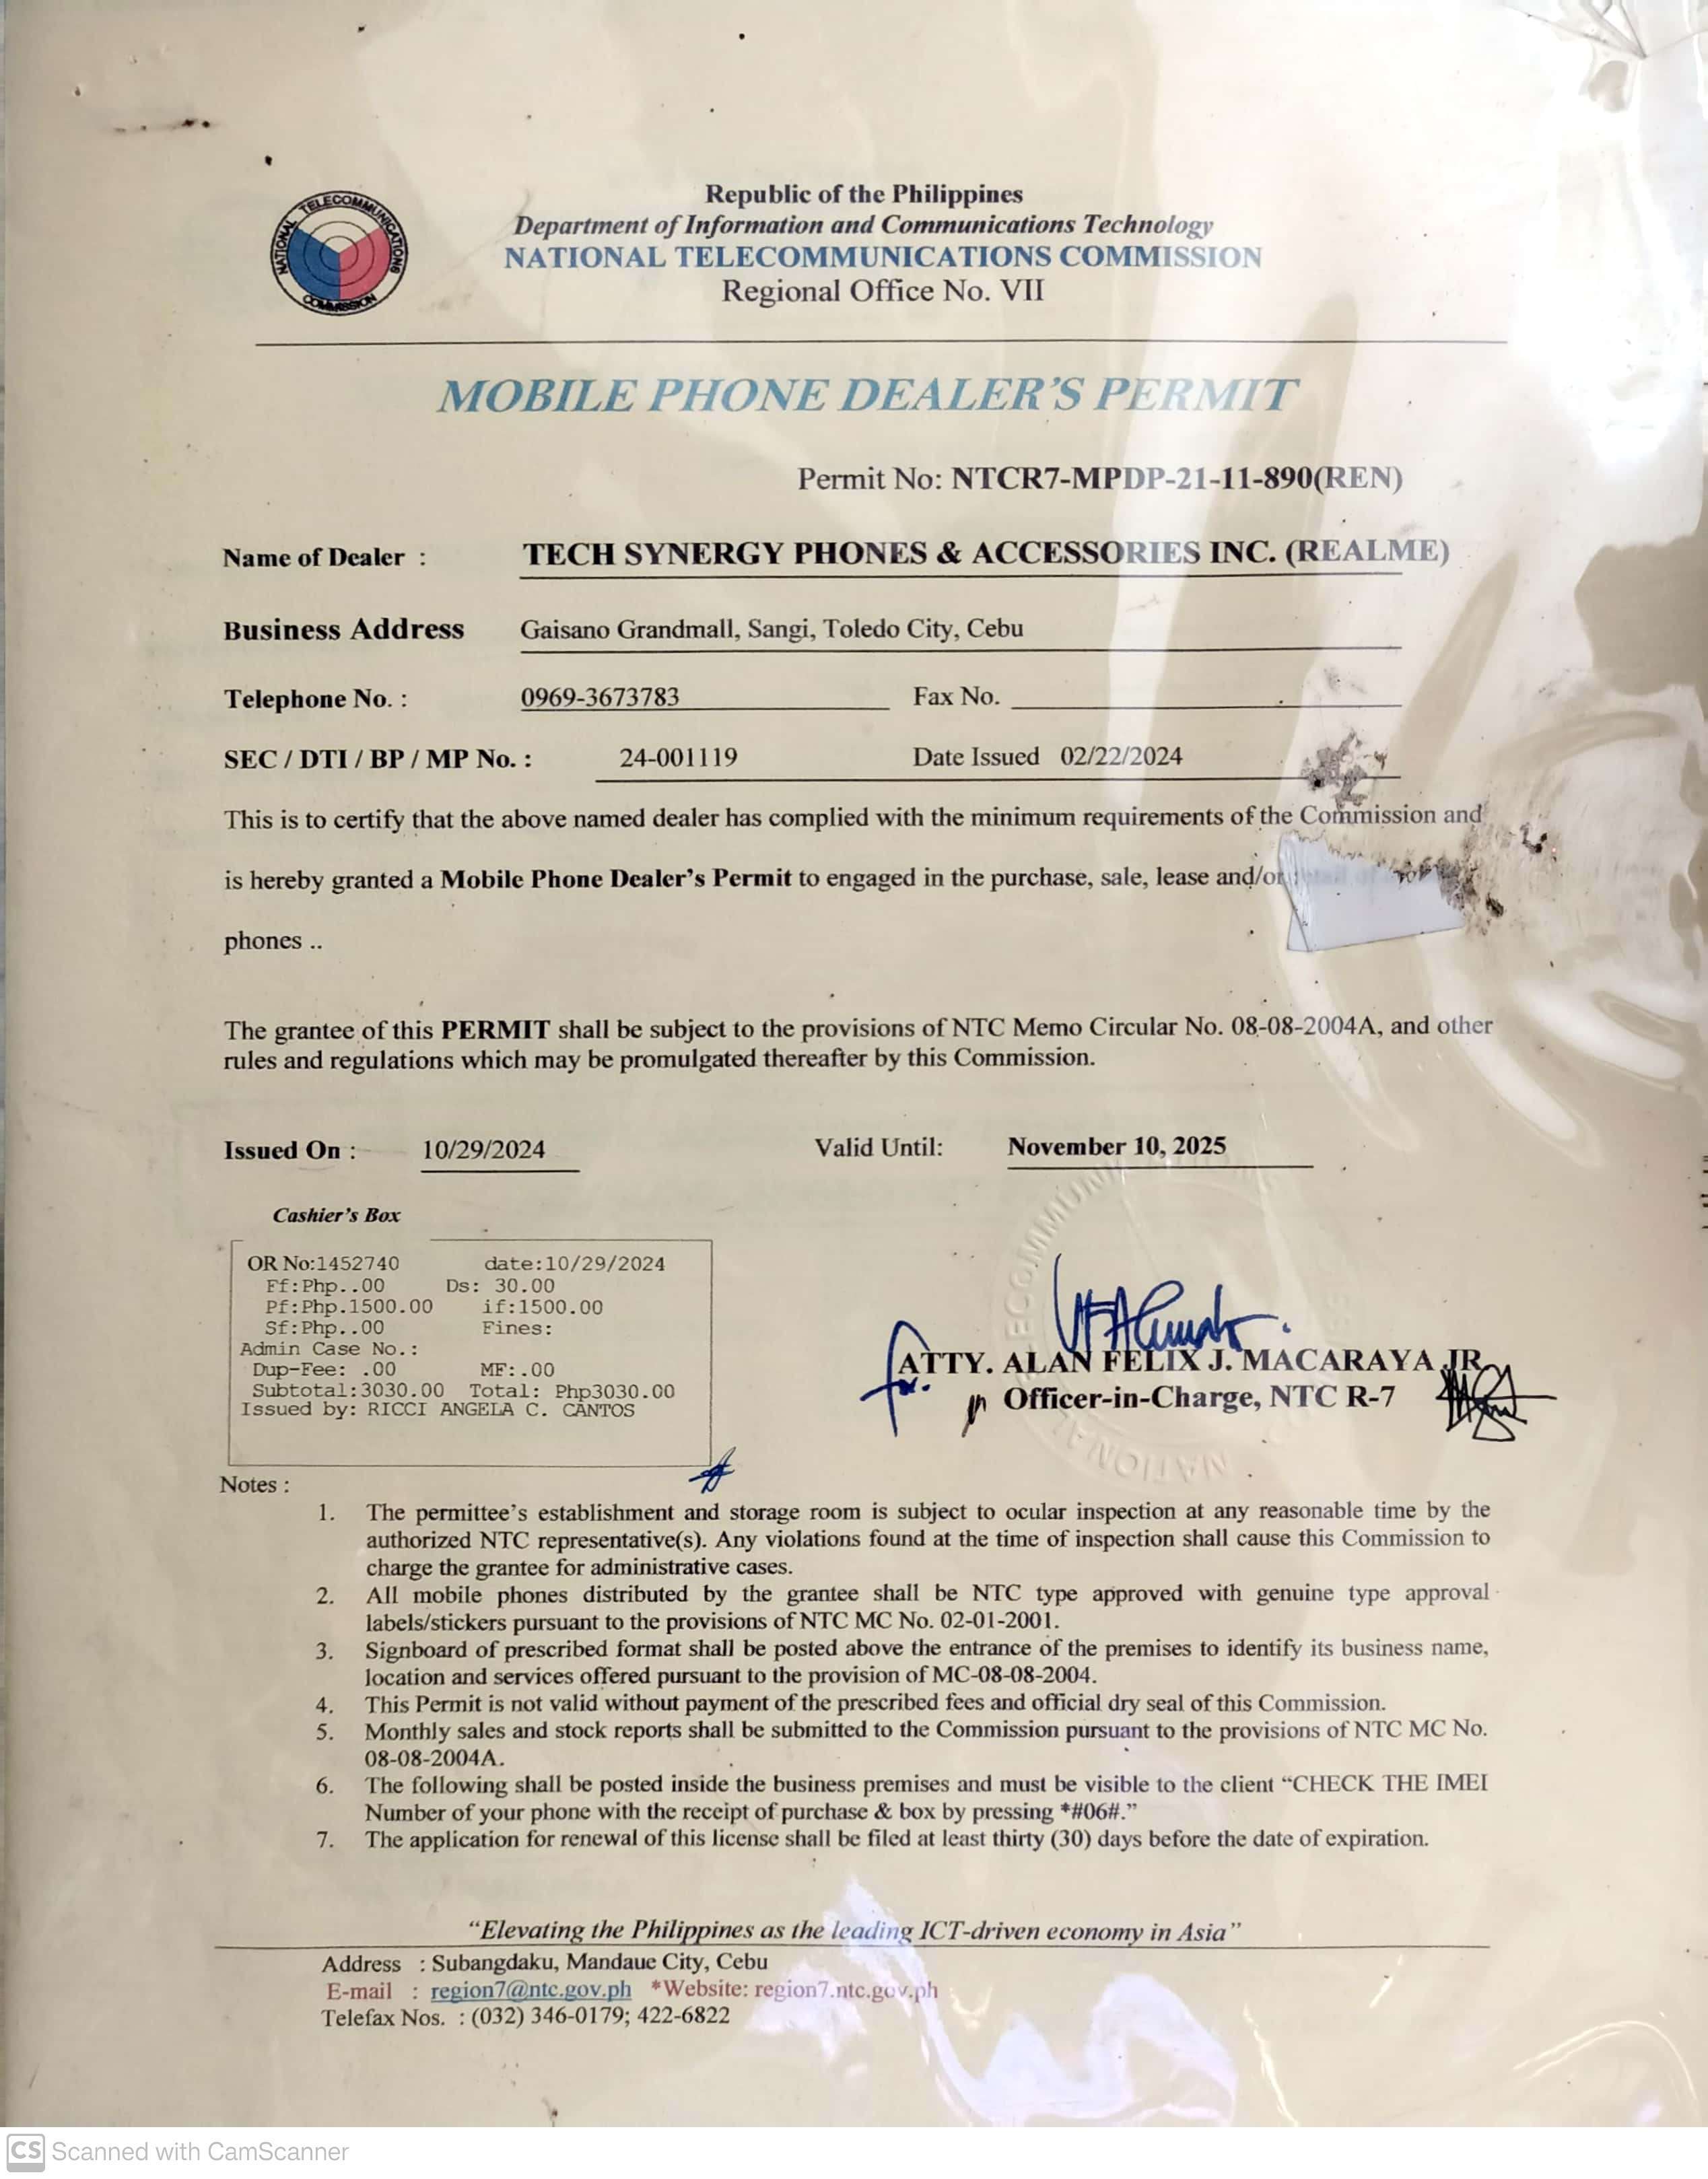 NATIONAL TELECOMMUNICATIONS COMMISSION
Republic of the Philippines
Department of Information and Communications Technology
NATIONAL TELECOMMUNICATIONS COMMISSION
Regional Office No. VII
MOBILE PHONE DEALER'S PERMIT
Permit No: NTCR7-MPDP-21-11-890(REN)
Name of Dealer : TECH SYNERGY PHONES & ACCESSORIES INC. (REALME)
Business Address Gaisano Grandmall, Sangi, Toledo City, Cebu
Telephone No. : 0969-3673783 Fax No.
SEC / DTI / BP / MP No. : 24-001119 Date Issued 02/22/2024
This is to certify that the above named dealer has complied with the minimum requirements of the Commission and
is hereby granted a Mobile Phone Dealer's Permit to engaged in the purchase, sale, lease and/or
phones ..
The grantee of this PERMIT shall be subject to the provisions of NTC Memo Circular No. 08-08-2004A, and other
rules and regulations which may be promulgated thereafter by this Commission.
Issued On : 10/29/2024 Valid Until: November 10, 2025
Cashier's Box
OR No:1452740 date:10/29/2024
Ff:Php..00 Ds: 30.00
Pf:Php.1500.00 if:1500.00
Sf:Php..00 Fines:
Admin Case No.:
Dup-Fee: .00 MF:.00
Subtotal:3030.00 Total: Php3030.00
Issued by: RICCI ANGELA C. CANTOS
ATTY. ALAN FELIX J. MACARAYA JR
for.
Officer-in-Charge, NTC R-7
Notes :
1. The permittee's establishment and storage room is subject to ocular inspection at any reasonable time by the
authorized NTC representative(s). Any violations found at the time of inspection shall cause this Commission to
charge the grantee for administrative cases.
2. All mobile phones distributed by the grantee shall be NTC type approved with genuine type approval
labels/stickers pursuant to the provisions of NTC MC No. 02-01-2001.
3. Signboard of prescribed format shall be posted above the entrance of the premises to identify its business name,
location and services offered pursuant to the provision of MC-08-08-2004.
4. This Permit is not valid without payment of the prescribed fees and official dry seal of this Commission.
5. Monthly sales and stock reports shall be submitted to the Commission pursuant to the provisions of NTC MC No.
08-08-2004A.
6. The following shall be posted inside the business premises and must be visible to the client “CHECK THE IMEI
Number of your phone with the receipt of purchase & box by pressing *#06#.”
7. The application for renewal of this license shall be filed at least thirty (30) days before the date of expiration.
“Elevating the Philippines as the leading ICT-driven economy in Asia”
Address : Subangdaku, Mandaue City, Cebu
E-mail : region7@ntc.gov.ph *Website: region7.ntc.gov.ph
Telefax Nos. : (032) 346-0179; 422-6822
CS Scanned with CamScanner